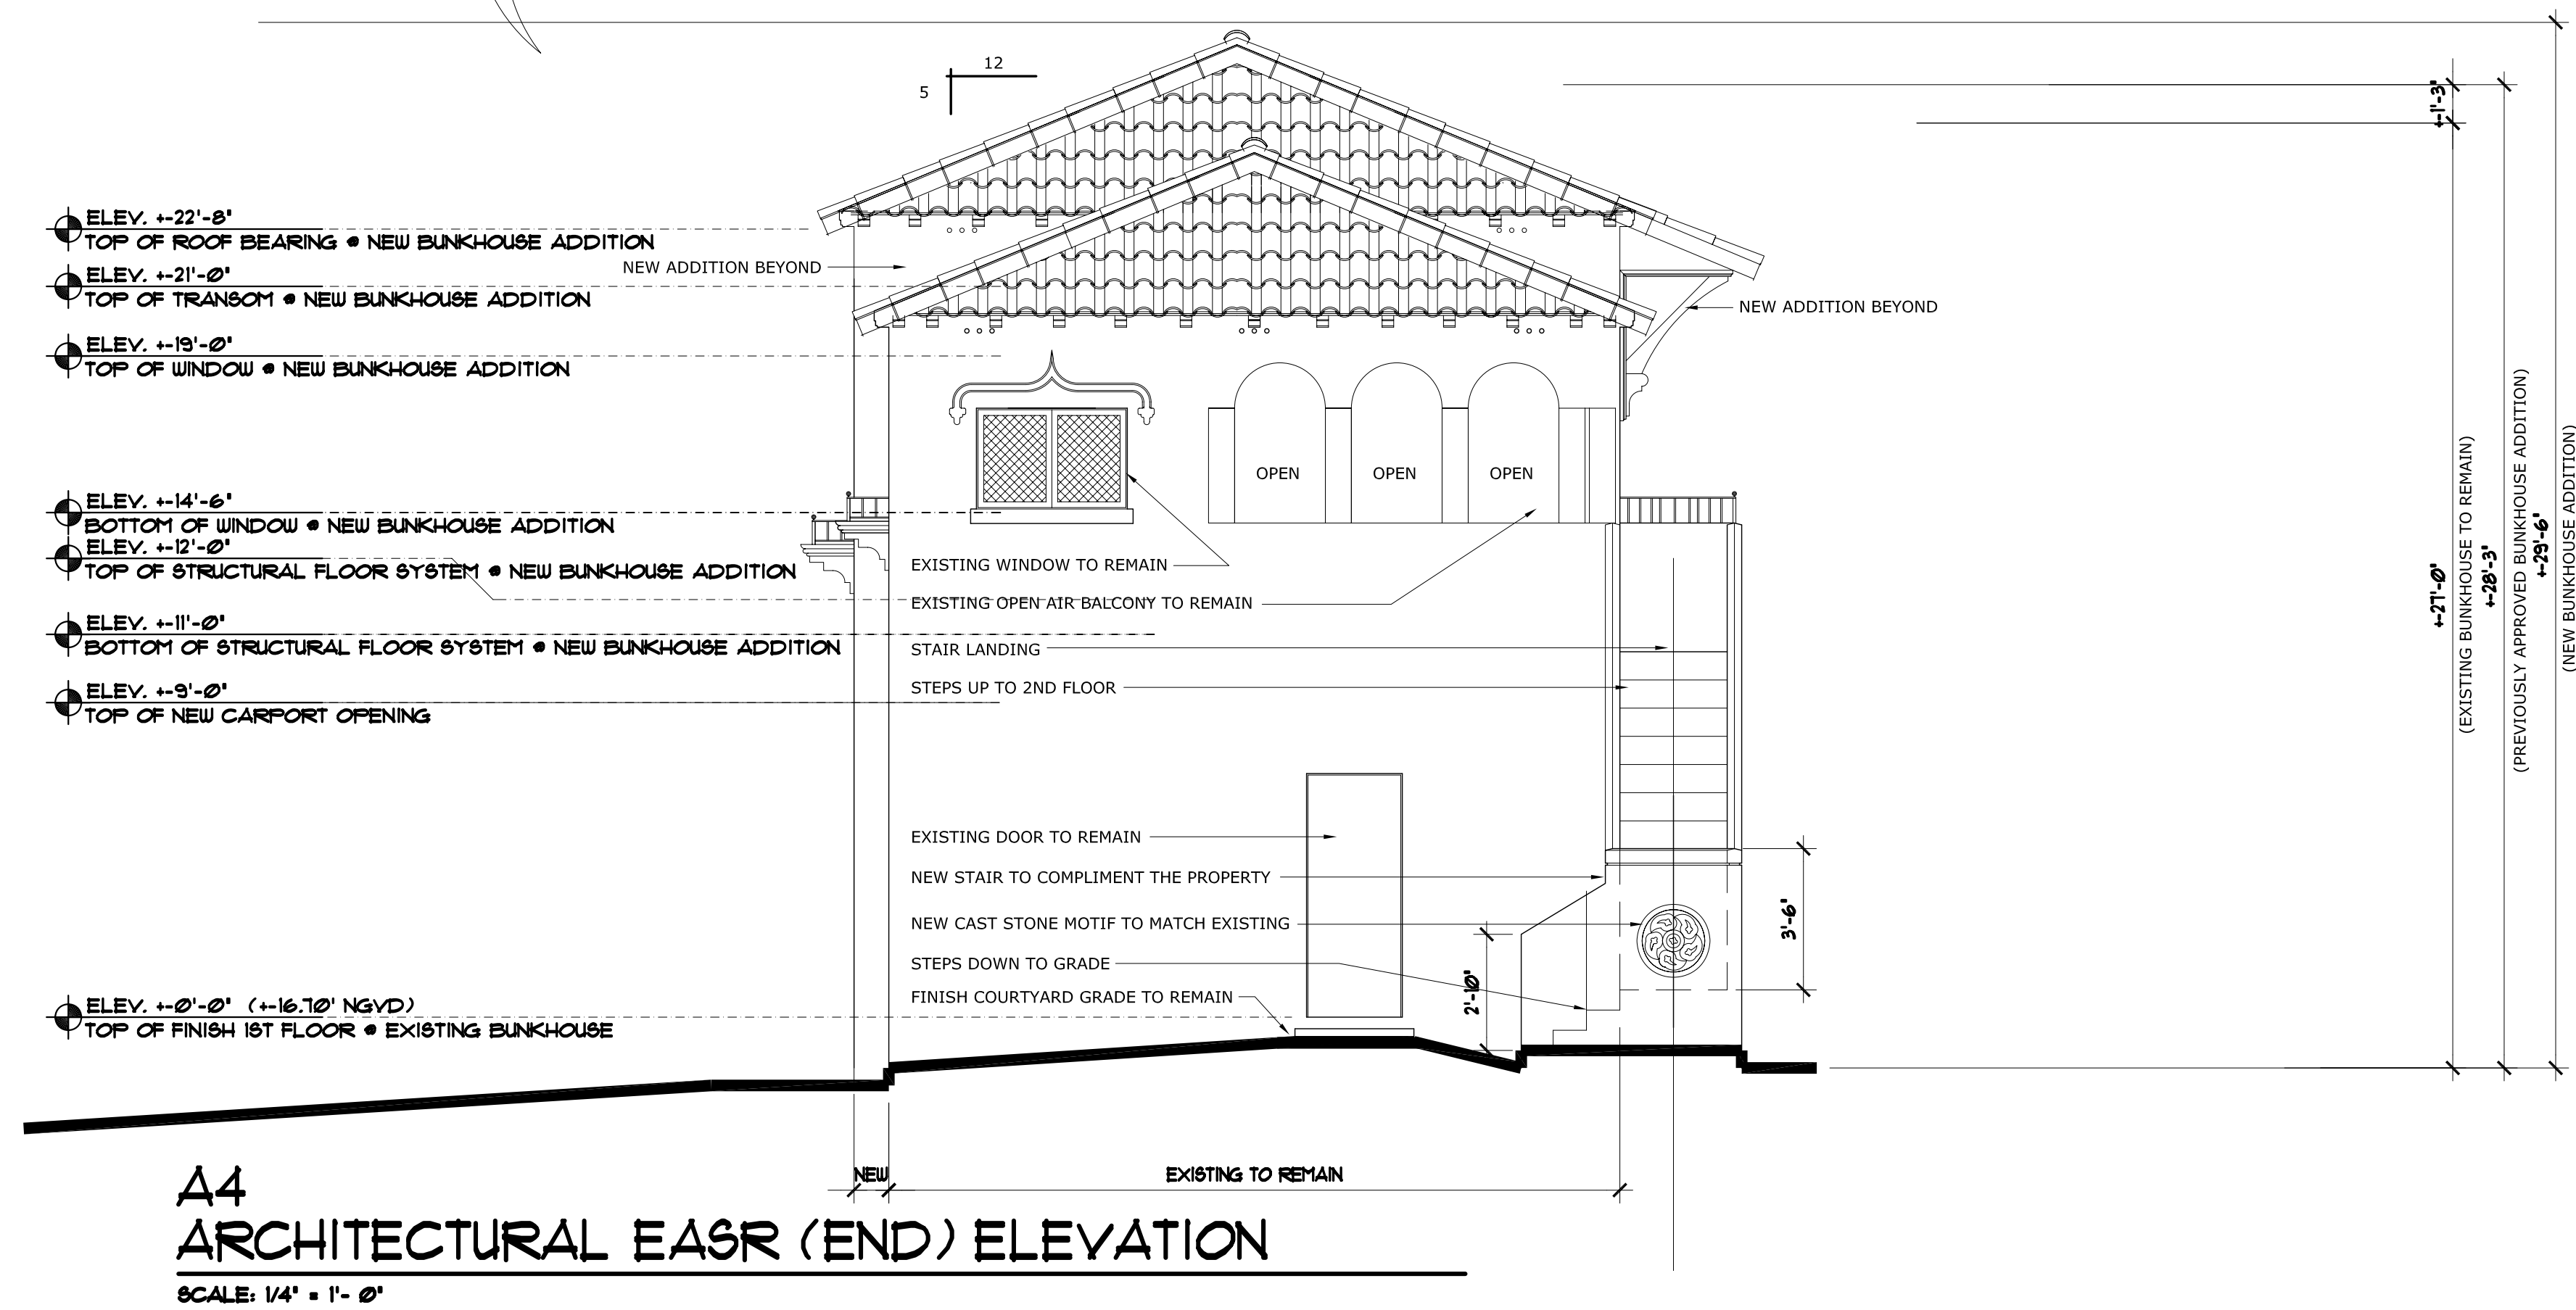 12
5
ELEV. +-22'-8"
TOP OF ROOF BEARING @ NEW BUNKHOUSE ADDITION
NEW ADDITION BEYOND
ELEV. +-21'-0"
TOP OF TRANSOM @ NEW BUNKHOUSE ADDITION
NEW ADDITION BEYOND
ELEV. +-19'-0"
TOP OF WINDOW @ NEW BUNKHOUSE ADDITION
OPEN
OPEN
OPEN
ELEV. +-14'-6"
BOTTOM OF WINDOW @ NEW BUNKHOUSE ADDITION
ELEV. +-12'-0"
TOP OF STRUCTURAL FLOOR SYSTEM @ NEW BUNKHOUSE ADDITION
EXISTING WINDOW TO REMAIN
EXISTING OPEN AIR BALCONY TO REMAIN
ELEV. +-11'-0"
BOTTOM OF STRUCTURAL FLOOR SYSTEM @ NEW BUNKHOUSE ADDITION
STAIR LANDING
STEPS UP TO 2ND FLOOR
ELEV. +-9'-0"
TOP OF NEW CARPORT OPENING
EXISTING DOOR TO REMAIN
NEW STAIR TO COMPLIMENT THE PROPERTY
NEW CAST STONE MOTIF TO MATCH EXISTING
STEPS DOWN TO GRADE
FINISH COURTYARD GRADE TO REMAIN
2'-10"
3'-6"
ELEV. +-0'-0" (+-16.70' NGVD)
TOP OF FINISH 1ST FLOOR @ EXISTING BUNKHOUSE
+-1'-3"
+-27'-0"
(EXISTING BUNKHOUSE TO REMAIN)
+-28'-3"
(PREVIOUSLY APPROVED BUNKHOUSE ADDITION)
+-29'-6"
(NEW BUNKHOUSE ADDITION)
NEW
EXISTING TO REMAIN
A4
ARCHITECTURAL EASR (END) ELEVATION
SCALE: 1/4" = 1'- 0"